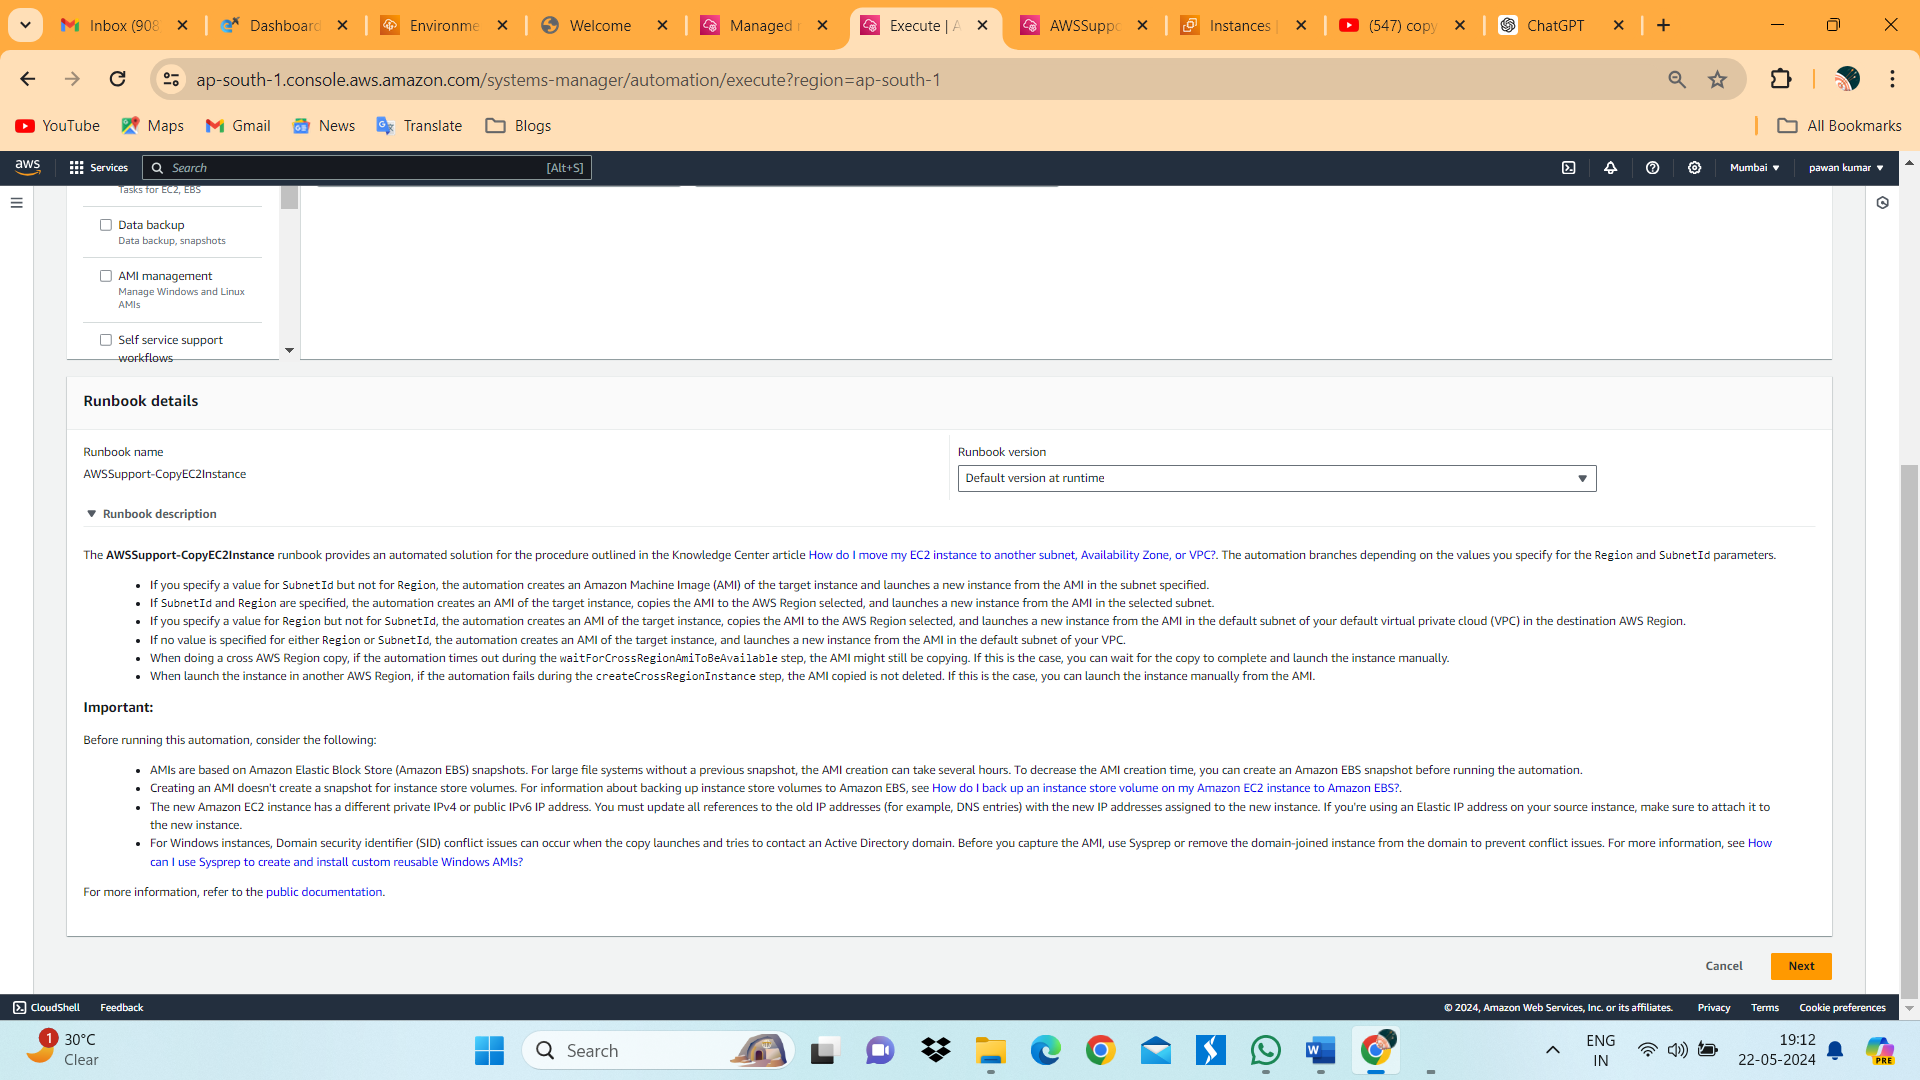 Inbox (908
Dashboard
Environme
Welcome
Managed r
Execute | A
AWSSuppo
Instances |
(547) copy
ChatGPT
ap-south-1.console.aws.amazon.com/systems-manager/automation/execute?region=ap-south-1
YouTube
Maps
Gmail
News
Translate
Blogs
All Bookmarks
aws
Services
Search
[Alt+S]
Mumbai
pawan kumar
Tasks for EC2, EBS
Data backup
Data backup, snapshots
AMI management
Manage Windows and Linux
AMIs
Self service support
workflows
Runbook details
Runbook name
AWSSupport-CopyEC2Instance
Runbook version
Default version at runtime
Runbook description
The AWSSupport-CopyEC2Instance runbook provides an automated solution for the procedure outlined in the Knowledge Center article How do I move my EC2 instance to another subnet, Availability Zone, or VPC?. The automation branches depending on the values you specify for the Region and SubnetId parameters.
If you specify a value for SubnetId but not for Region, the automation creates an Amazon Machine Image (AMI) of the target instance and launches a new instance from the AMI in the subnet specified.
If SubnetId and Region are specified, the automation creates an AMI of the target instance, copies the AMI to the AWS Region selected, and launches a new instance from the AMI in the selected subnet.
If you specify a value for Region but not for SubnetId, the automation creates an AMI of the target instance, copies the AMI to the AWS Region selected, and launches a new instance from the AMI in the default subnet of your default virtual private cloud (VPC) in the destination AWS Region.
If no value is specified for either Region or SubnetId, the automation creates an AMI of the target instance, and launches a new instance from the AMI in the default subnet of your VPC.
When doing a cross AWS Region copy, if the automation times out during the waitForCrossRegionAmiToBeAvailable step, the AMI might still be copying. If this is the case, you can wait for the copy to complete and launch the instance manually.
When launch the instance in another AWS Region, if the automation fails during the createCrossRegionInstance step, the AMI copied is not deleted. If this is the case, you can launch the instance manually from the AMI.
Important:
Before running this automation, consider the following:
AMIs are based on Amazon Elastic Block Store (Amazon EBS) snapshots. For large file systems without a previous snapshot, the AMI creation can take several hours. To decrease the AMI creation time, you can create an Amazon EBS snapshot before running the automation.
Creating an AMI doesn't create a snapshot for instance store volumes. For information about backing up instance store volumes to Amazon EBS, see How do I back up an instance store volume on my Amazon EC2 instance to Amazon EBS?.
The new Amazon EC2 instance has a different private IPv4 or public IPv6 IP address. You must update all references to the old IP addresses (for example, DNS entries) with the new IP addresses assigned to the new instance. If you're using an Elastic IP address on your source instance, make sure to attach it to
the new instance.
For Windows instances, Domain security identifier (SID) conflict issues can occur when the copy launches and tries to contact an Active Directory domain. Before you capture the AMI, use Sysprep or remove the domain-joined instance from the domain to prevent conflict issues. For more information, see How
can I use Sysprep to create and install custom reusable Windows AMIs?
For more information, refer to the public documentation.
Cancel
Next
CloudShell
Feedback
© 2024, Amazon Web Services, Inc. or its affiliates.
Privacy
Terms
Cookie preferences
1
30°C
Clear
Search
ENG
IN
19:12
22-05-2024
PRE